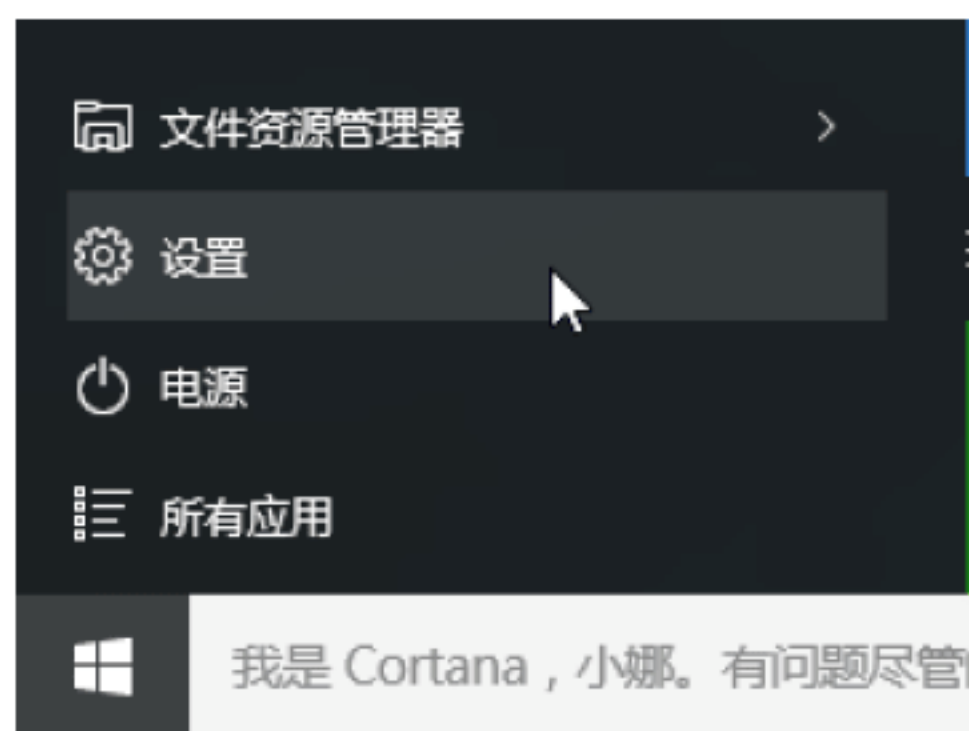 文件资源管理器
设置
电源
所有应用
我是 Cortana，小娜。有问题尽管